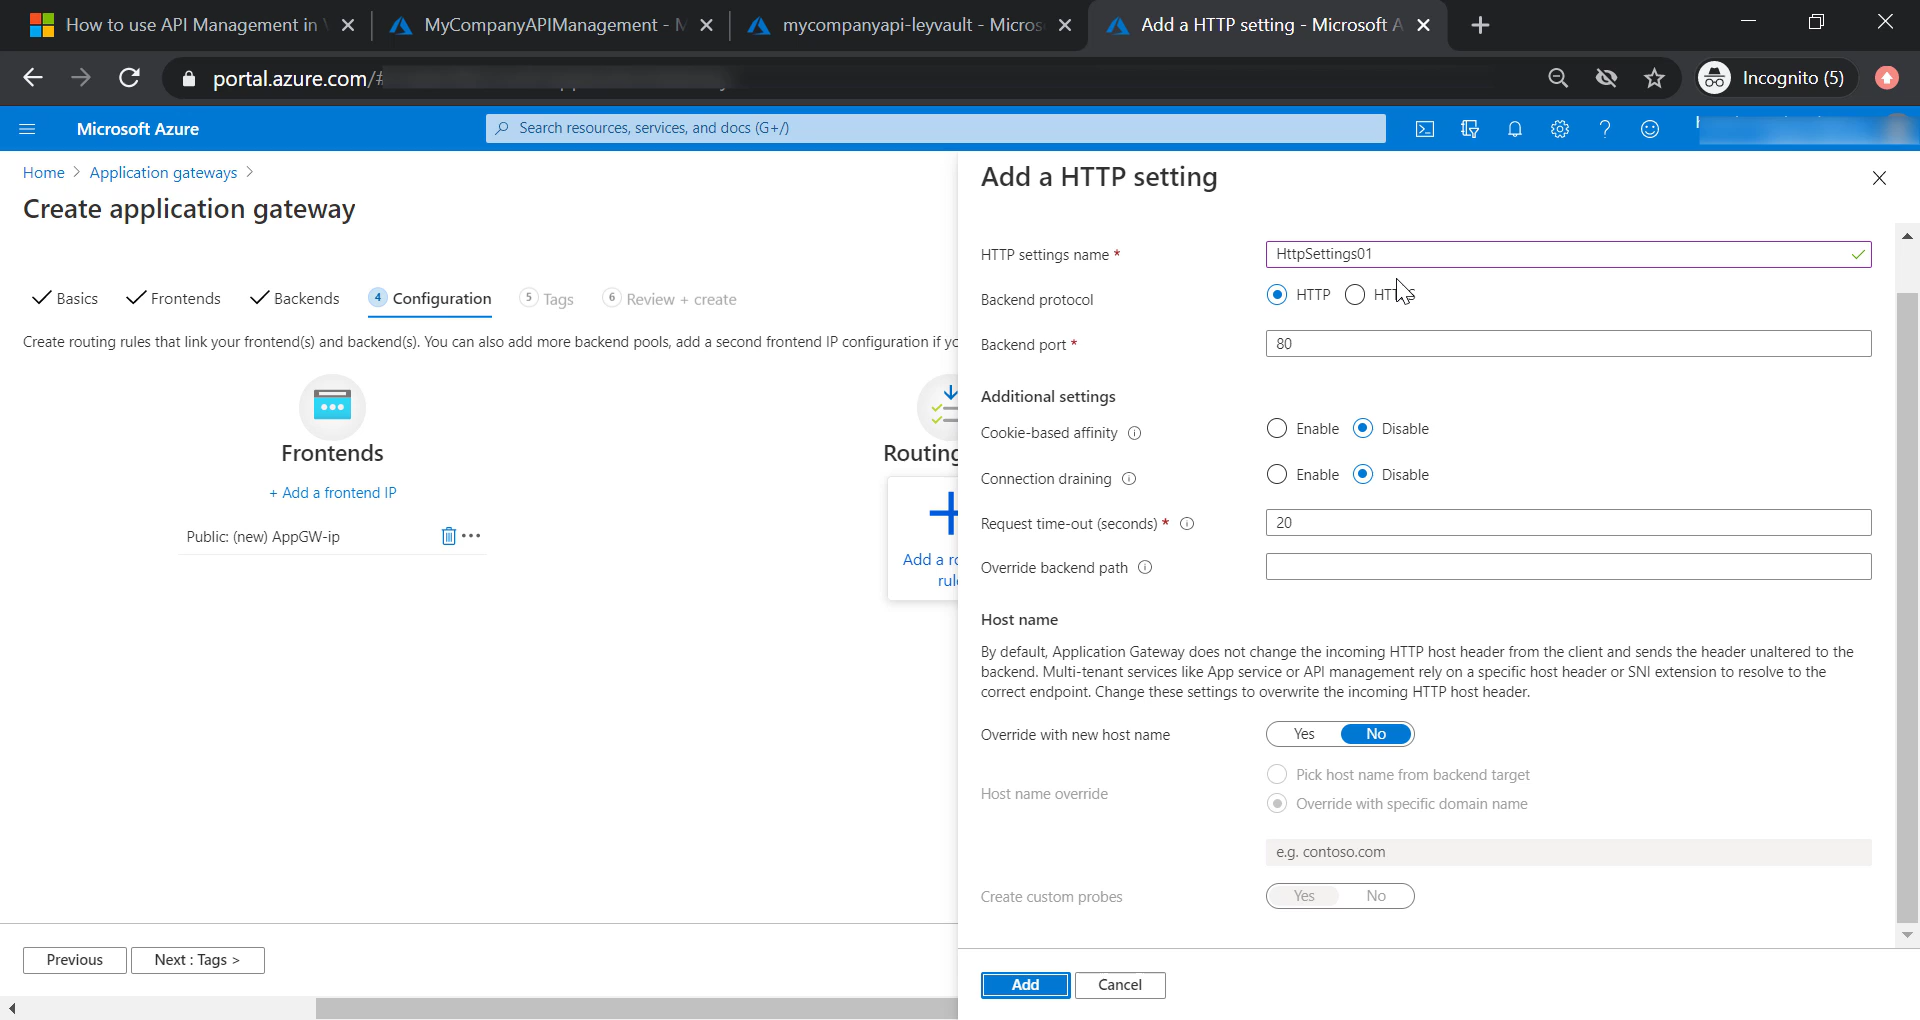 How to use API Management in
MyCompanyAPIManagement - M
mycompanyapi-leyvault - Micros
Add a HTTP setting - Microsoft A
portal.azure.com/#
Incognito (5)
Microsoft Azure
Search resources, services, and docs (G+/)
Home > Application gateways >
Create application gateway
Basics
Frontends
Backends
4 Configuration
5 Tags
6 Review + create
Create routing rules that link your frontend(s) and backend(s). You can also add more backend pools, add a second frontend IP configuration if yo
Frontends
+ Add a frontend IP
Public: (new) AppGW-ip
Routing
Add a ro
rul
Previous
Next : Tags >
Add a HTTP setting
HTTP settings name *
HttpSettings01
Backend protocol
HTTP
Backend port *
80
Additional settings
Cookie-based affinity
Enable
Disable
Connection draining
Enable
Disable
Request time-out (seconds) *
20
Override backend path
Host name
By default, Application Gateway does not change the incoming HTTP host header from the client and sends the header unaltered to the
backend. Multi-tenant services like App service or API management rely on a specific host header or SNI extension to resolve to the
correct endpoint. Change these settings to overwrite the incoming HTTP host header.
Override with new host name
Yes
No
Host name override
Pick host name from backend target
Override with specific domain name
e.g. contoso.com
Create custom probes
Yes
No
Add
Cancel